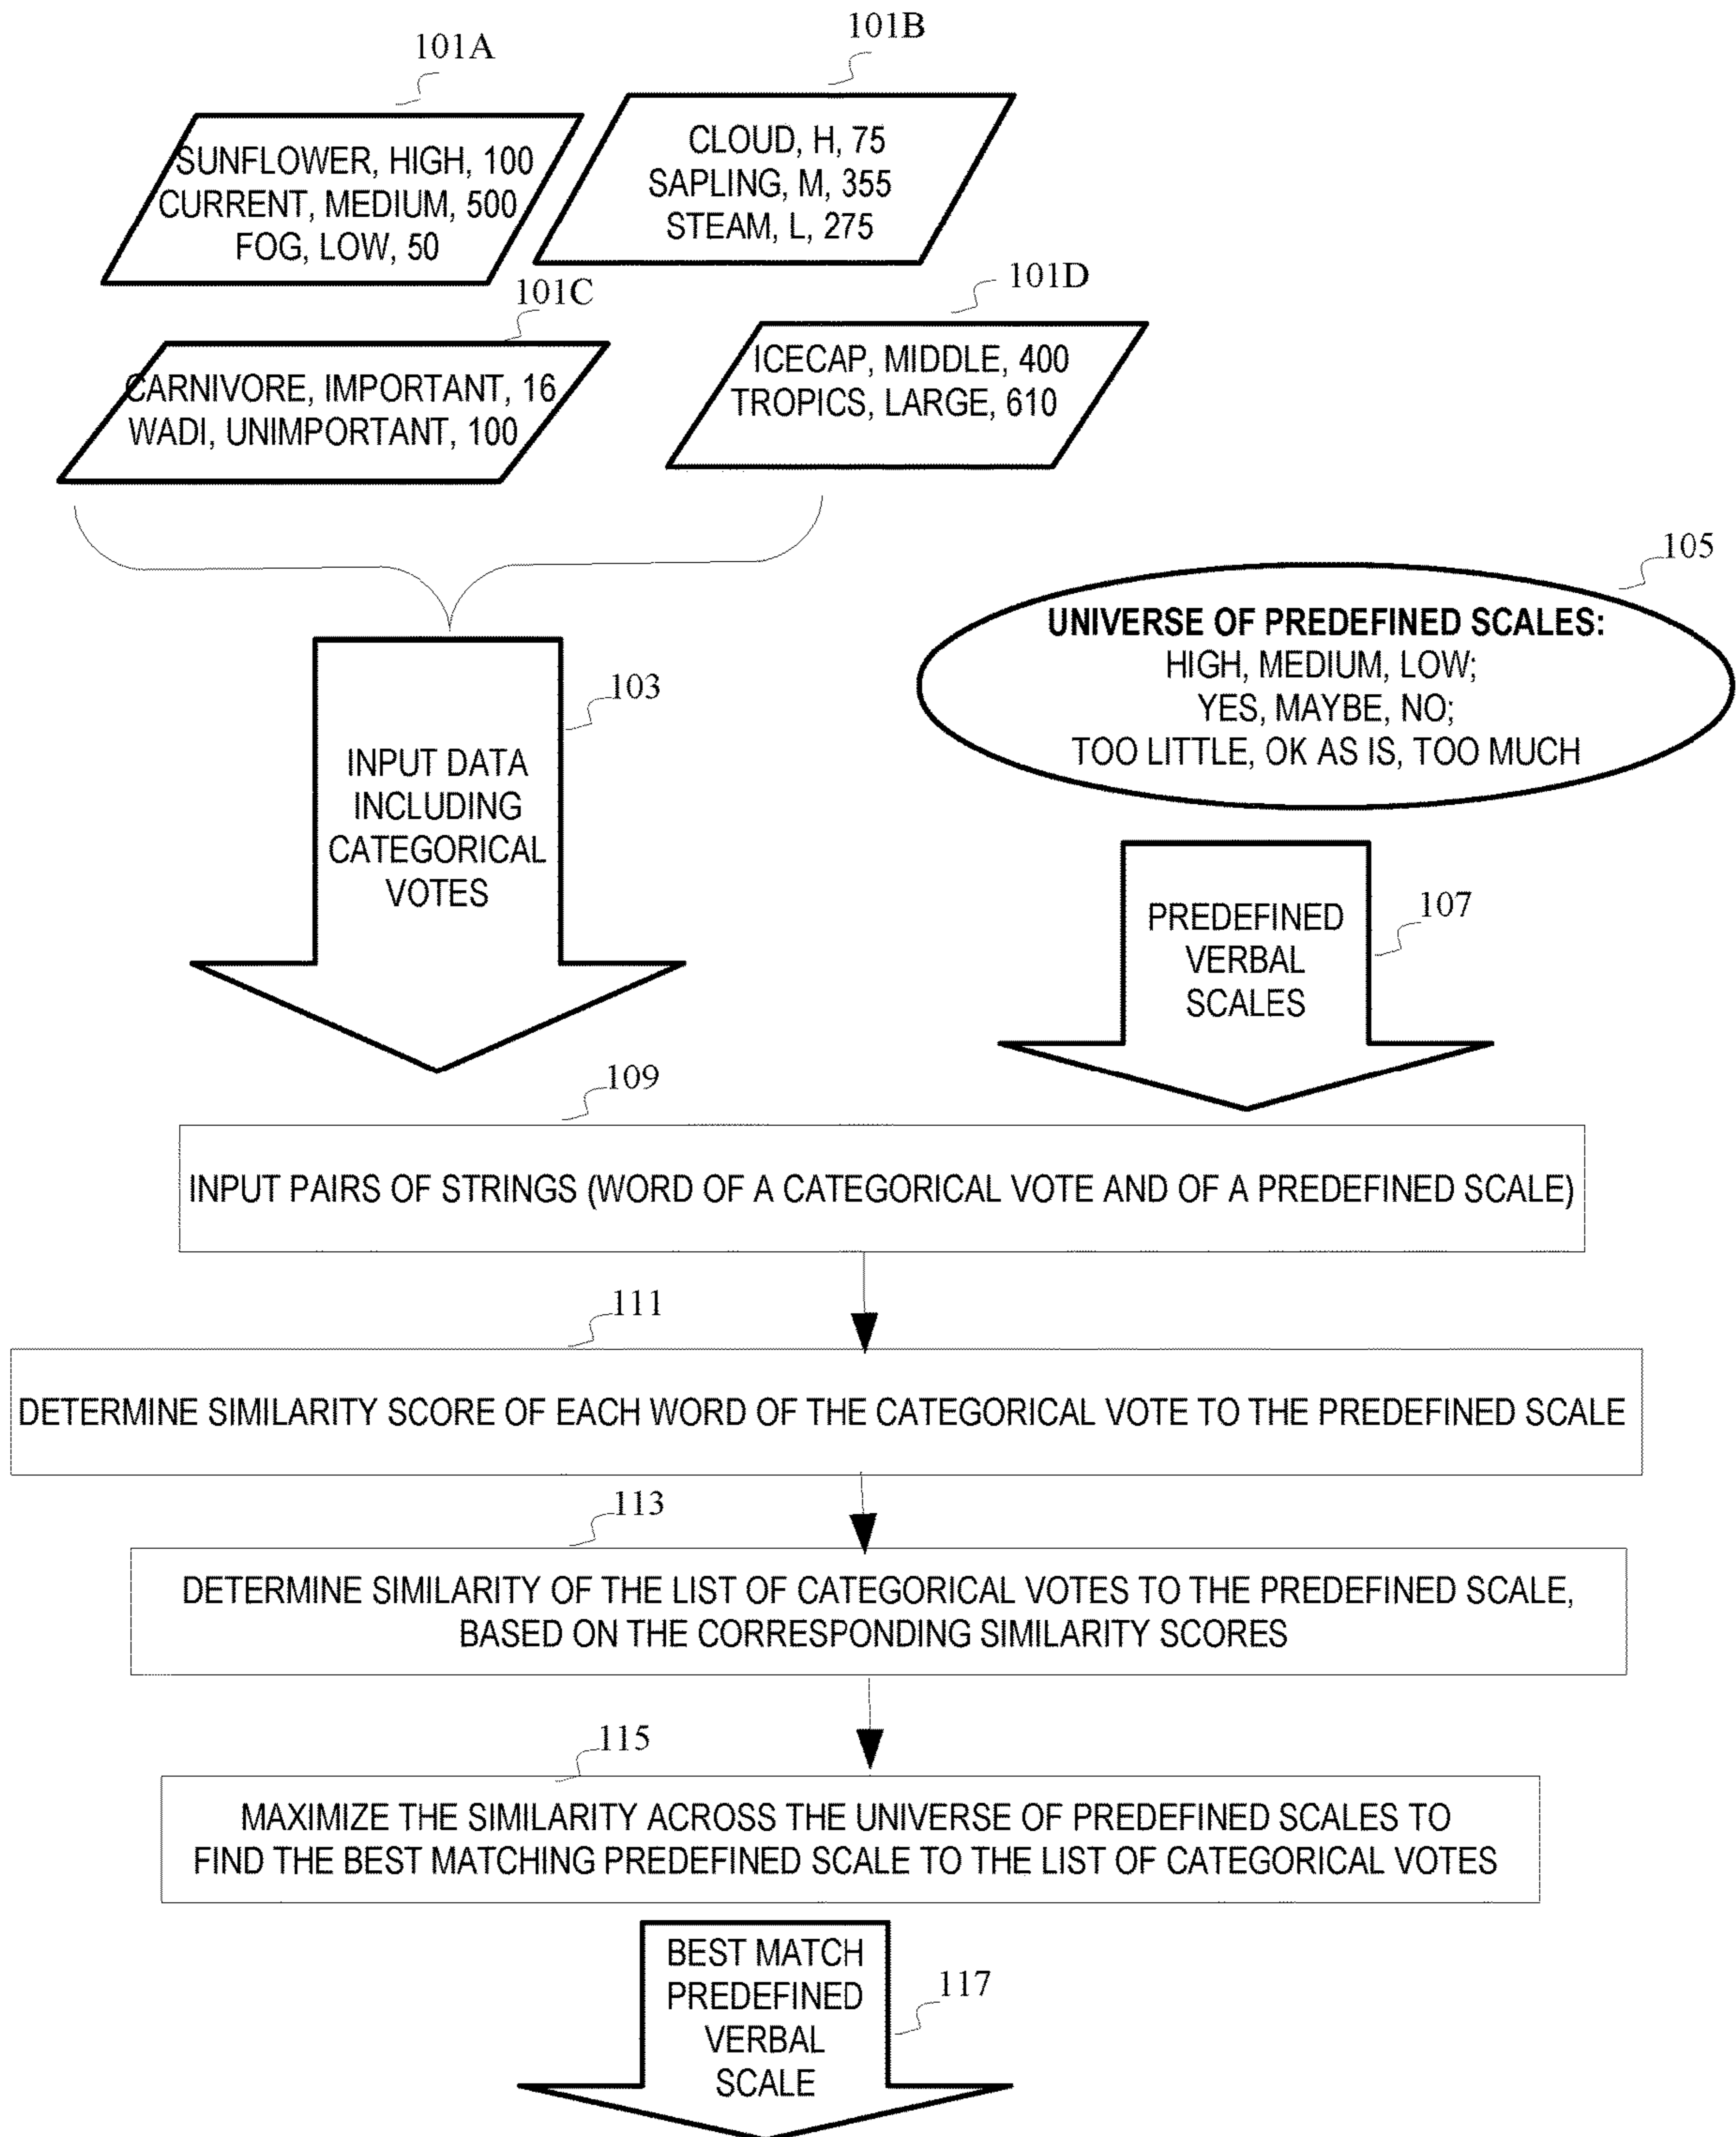 101A
SUNFLOWER, HIGH, 100
CURRENT, MEDIUM, 500
FOG, LOW, 50
101B
CLOUD, H, 75
SAPLING, M, 355
STEAM, L, 275
101C
CARNIVORE, IMPORTANT, 16
WADI, UNIMPORTANT, 100
101D
ICECAP, MIDDLE, 400
TROPICS, LARGE, 610
103
INPUT DATA
INCLUDING
CATEGORICAL
VOTES
105
UNIVERSE OF PREDEFINED SCALES:
HIGH, MEDIUM, LOW;
YES, MAYBE, NO;
TOO LITTLE, OK AS IS, TOO MUCH
107
PREDEFINED
VERBAL
SCALES
109
INPUT PAIRS OF STRINGS (WORD OF A CATEGORICAL VOTE AND OF A PREDEFINED SCALE)
111
DETERMINE SIMILARITY SCORE OF EACH WORD OF THE CATEGORICAL VOTE TO THE PREDEFINED SCALE
113
DETERMINE SIMILARITY OF THE LIST OF CATEGORICAL VOTES TO THE PREDEFINED SCALE,
BASED ON THE CORRESPONDING SIMILARITY SCORES
115
MAXIMIZE THE SIMILARITY ACROSS THE UNIVERSE OF PREDEFINED SCALES TO
FIND THE BEST MATCHING PREDEFINED SCALE TO THE LIST OF CATEGORICAL VOTES
117
BEST MATCH
PREDEFINED
VERBAL
SCALE